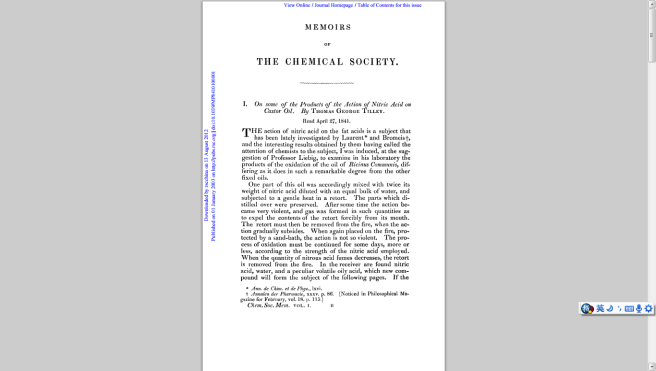 View Online / Journal Homepage / Table of Contents for this issue
MEMOIRS
OF
THE CHEMICAL SOCIETY.
I. On some of the Products of the Action of Nitric Acid on
Castor Oil. By THOMAS GEORGE TILLEY.
Read April 27, 1841.
THE action of nitric acid on the fat acids is a subject that
has been lately investigated by Laurent* and Bromeis†,
and the interesting results obtained by them having called the
attention of chemists to the subject, I was induced, at the sug-
gestion of Professor Liebig, to examine in his laboratory the
products of the oxidation of the oil of Ricinus Communis, dif-
fering as it does in such a remarkable degree from the other
fixed oils.
One part of this oil was accordingly mixed with twice its
weight of nitric acid diluted with an equal bulk of water, and
subjected to a gentle heat in a retort. The parts which di-
stilled over were preserved. After some time the action be-
came very violent, and gas was formed in such quantities as
to expel the contents of the retort forcibly from its mouth.
The retort must then be removed from the fire, when the ac-
tion gradually subsides. When again placed on the fire, pro-
tected by a sand-bath, the action is not so violent. The pro-
cess of oxidation must be continued for some days, more or
less, according to the strength of the nitric acid employed.
When the quantity of nitrous acid fumes decreases, the retort
is removed from the fire. In the receiver are found nitric
acid, water, and a peculiar volatile oily acid, which new com-
pound will form the subject of the following pages. If the
* Ann. de Chim. et de Phys.,
† Annalen der Pharmacie, xxxv. p. 86. [Noticed in Philosophical Ma-
gazine for February, vol. 18. p. 115.]
Chem. Soc. Mem. VOL. I. B
Downloaded by on 13 August 2012
Published on 01 January 2003 on http://pubs.rsc.org |
英